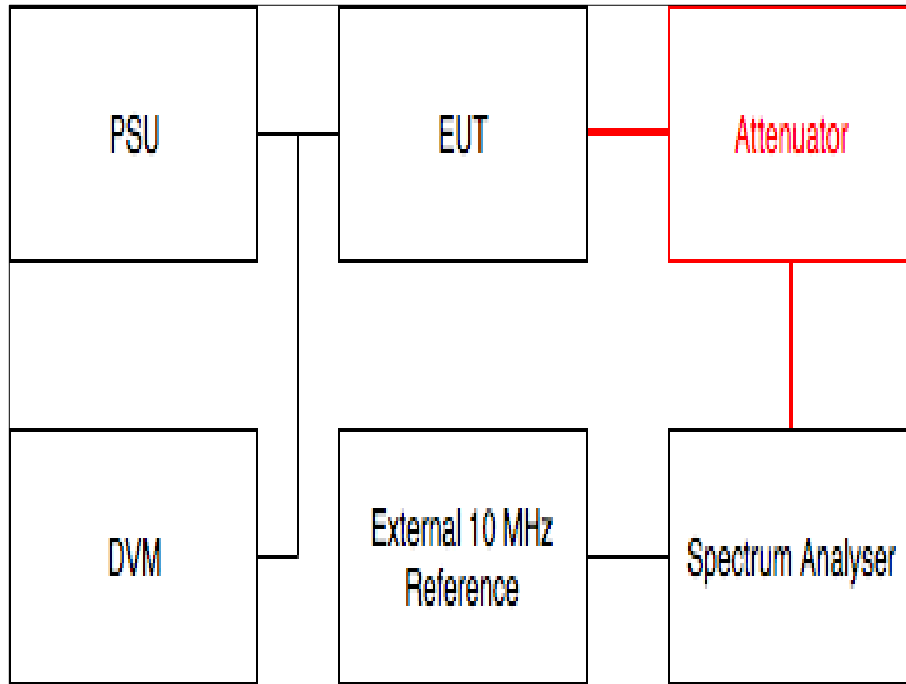 PSU
EUT
Attenuator
DVM
External 10 MHz
Reference
Spectrum Analyser